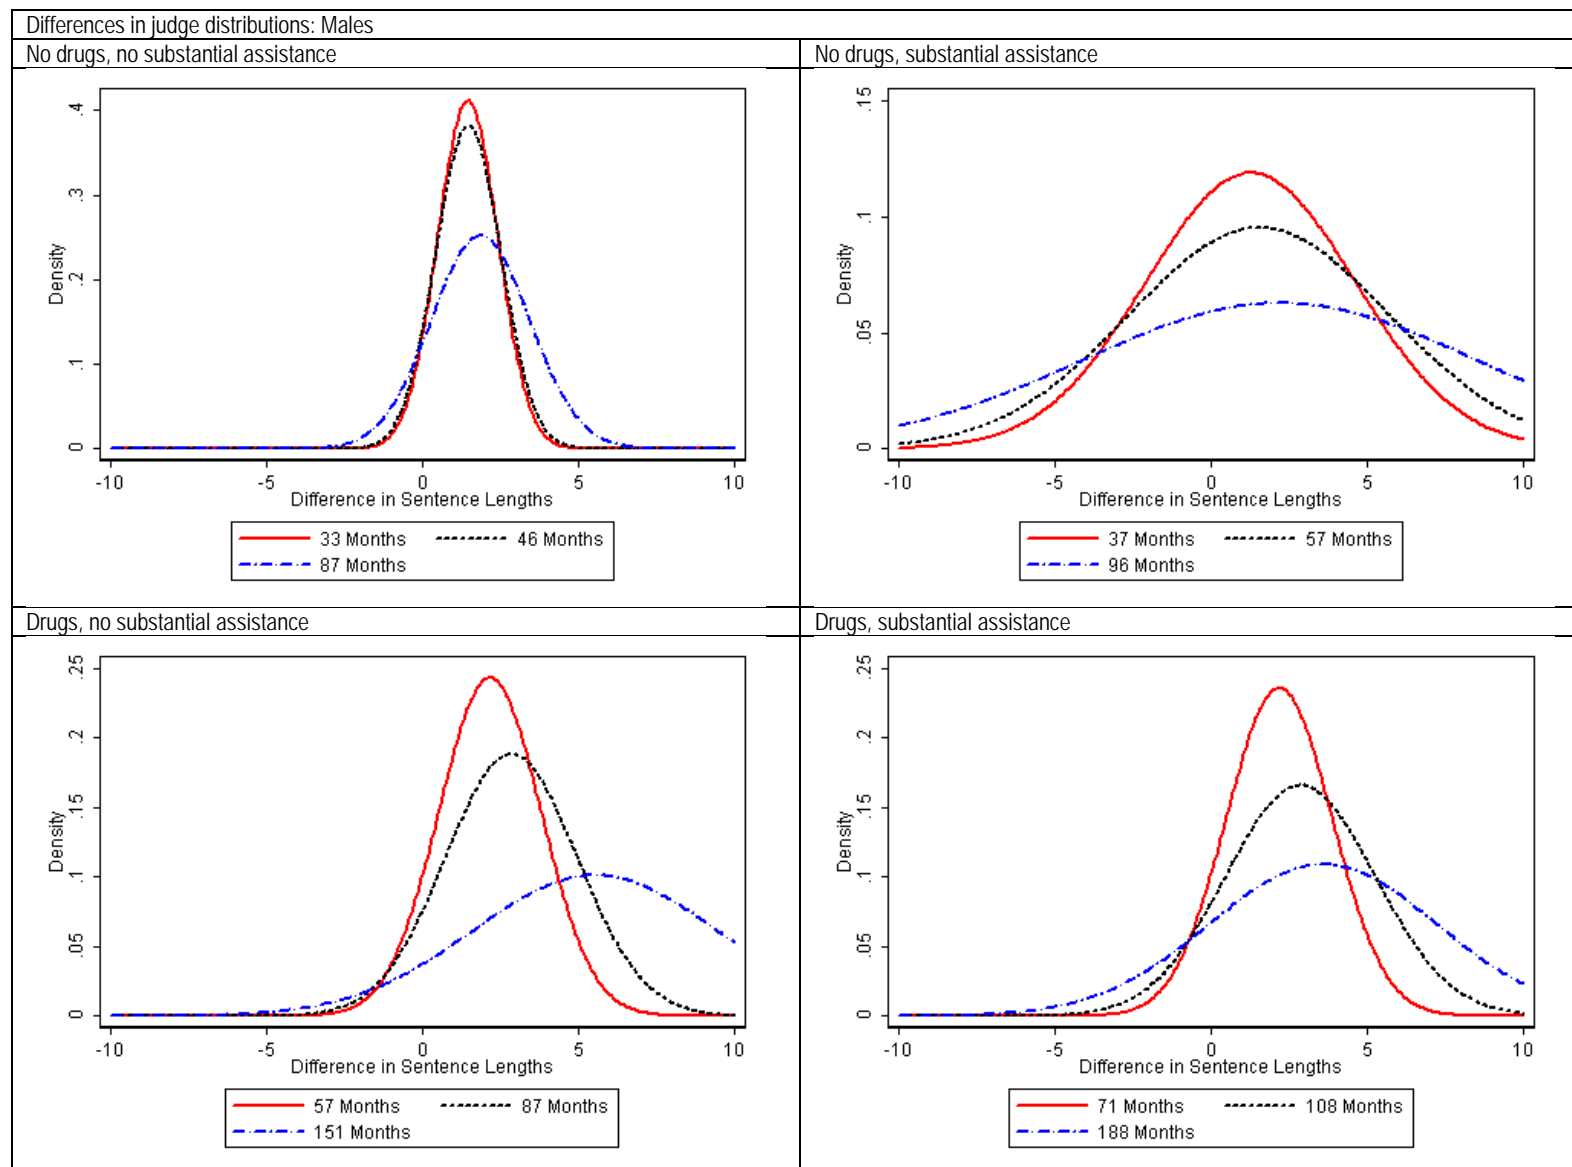 Differences in judge distributions: Males
No drugs, no substantial assistance
Density
.4
.3
.2
.1
0
-10 -5 0 5 10
Difference in Sentence Lengths
33 Months 46 Months
87 Months
No drugs, substantial assistance
Density
.15
.1
.05
0
-10 -5 0 5 10
Difference in Sentence Lengths
37 Months 57 Months
96 Months
Drugs, no substantial assistance
Density
.25
.2
.15
.1
.05
0
-10 -5 0 5 10
Difference in Sentence Lengths
57 Months 87 Months
151 Months
Drugs, substantial assistance
Density
.25
.2
.15
.1
.05
0
-10 -5 0 5 10
Difference in Sentence Lengths
71 Months 108 Months
188 Months